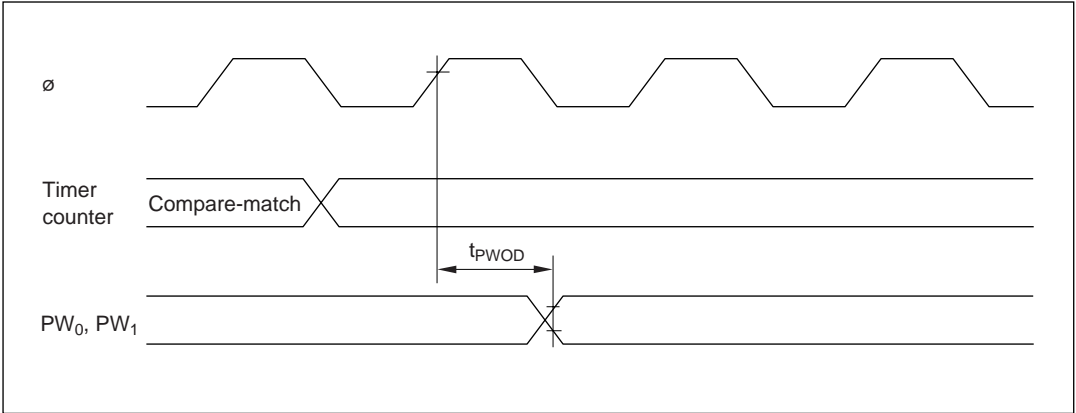 ø
Timer
counter
Compare-match
tPWOD
PW0, PW1